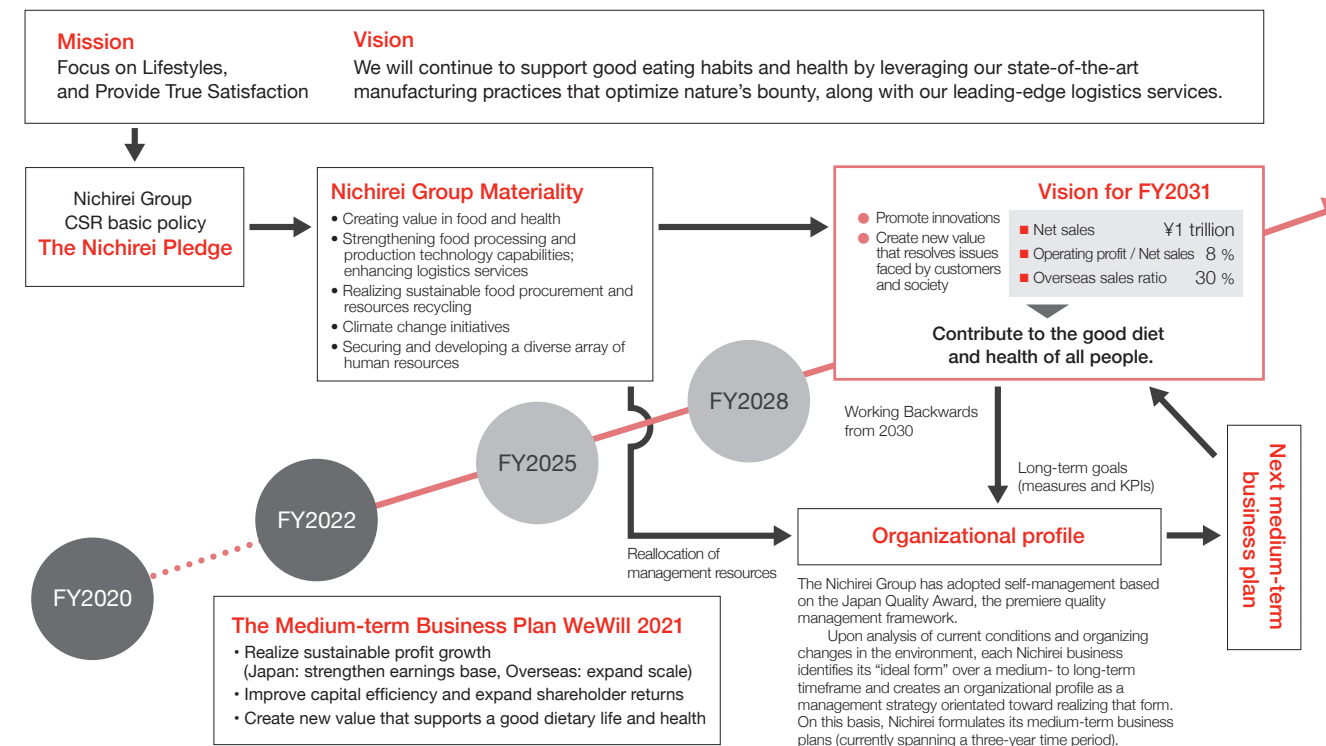 Mission
Focus on Lifestyles,
and Provide True Satisfaction
Vision
We will continue to support good eating habits and health by leveraging our state-of-the-art
manufacturing practices that optimize nature's bounty, along with our leading-edge logistics services.
Nichirei Group
CSR basic policy
The Nichirei Pledge
Nichirei Group Materiality
• Creating value in food and health
• Strengthening food processing and
production technology capabilities;
enhancing logistics services
• Realizing sustainable food procurement and
resources recycling
• Climate change initiatives
• Securing and developing a diverse array of
human resources
Vision for FY2031
● Promote innovations
● Create new value
that resolves issues
faced by customers
and society
■ Net sales ¥1 trillion
■ Operating profit / Net sales 8 %
■ Overseas sales ratio 30 %
Contribute to the good diet
and health of all people.
FY2020
FY2022
FY2025
FY2028
Working Backwards
from 2030
Long-term goals
(measures and KPIs)
Reallocation of
management resources
Organizational profile
Next medium-term
business plan
The Nichirei Group has adopted self-management based
on the Japan Quality Award, the premiere quality
management framework.
Upon analysis of current conditions and organizing
changes in the environment, each Nichirei business
identifies its "ideal form" over a medium- to long-term
timeframe and creates an organizational profile as a
management strategy orientated toward realizing that form.
On this basis, Nichirei formulates its medium-term business
plans (currently spanning a three-year time period).
The Medium-term Business Plan WeWill 2021
・Realize sustainable profit growth
(Japan: strengthen earnings base, Overseas: expand scale)
・Improve capital efficiency and expand shareholder returns
・Create new value that supports a good dietary life and health